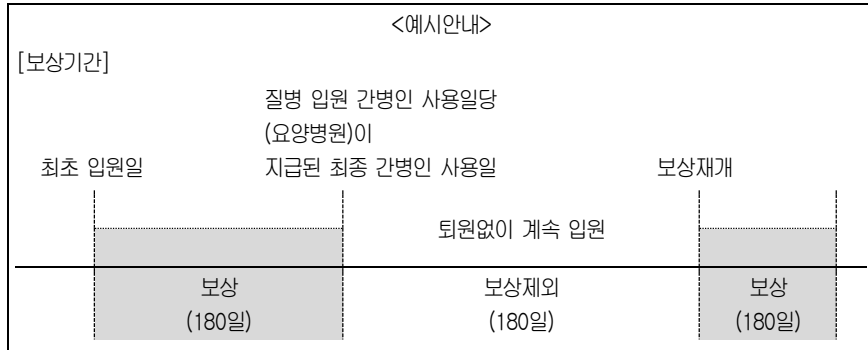 <예시안내>
[보상기간]
질병 입원 간병인 사용일당
(요양병원)이
최초 입원일 지급된 최종 간병인 사용일 보상재개
퇴원없이 계속 입원
보상 보상제외 보상
(180일) (180일) (180일)